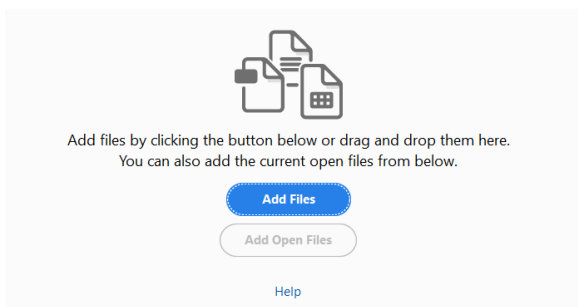 Add files by clicking the button below or drag and drop them here.
You can also add the current open files from below.
Add Files
Add Open Files
Help